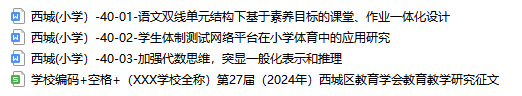 西城(小学）-40-01-语文双线单元结构下基于素养目标的课堂、作业一体化设计
西城(小学）-40-02-学生体制测试网络平台在小学体育中的应用研究
西城(小学）-40-03-加强代数思维，突显一般化表示和推理
学校编码+空格+（XXX学校全称）第27届（2024年）西城区教育学会教育教学研究征文